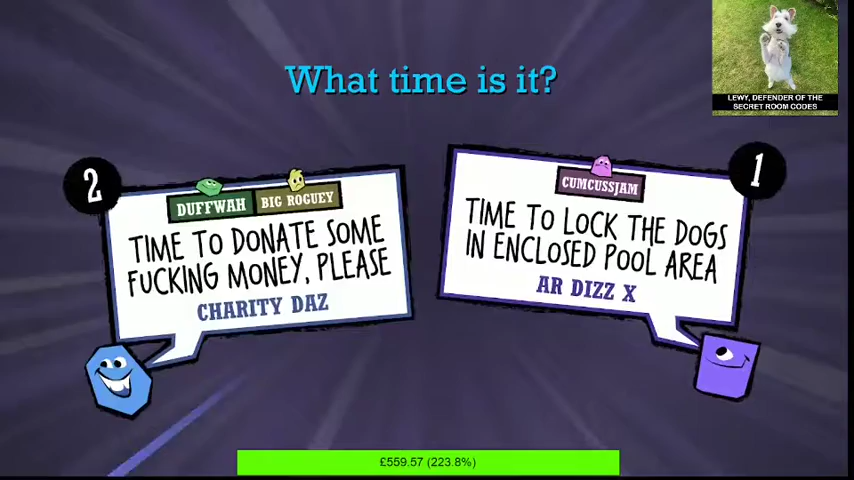 What time is it?
LEWY, DEFENDER OF THE
SECRET ROOM CODES
2
DUFFWAH
BIG ROGUEY
TIME TO DONATE SOME
FUCKING MONEY, PLEASE
CHARITY DAZ
1
CUMCUSSJAM
TIME TO LOCK THE DOGS
IN ENCLOSED POOL AREA
AR DIZZ X
£559.57 (223.8%)